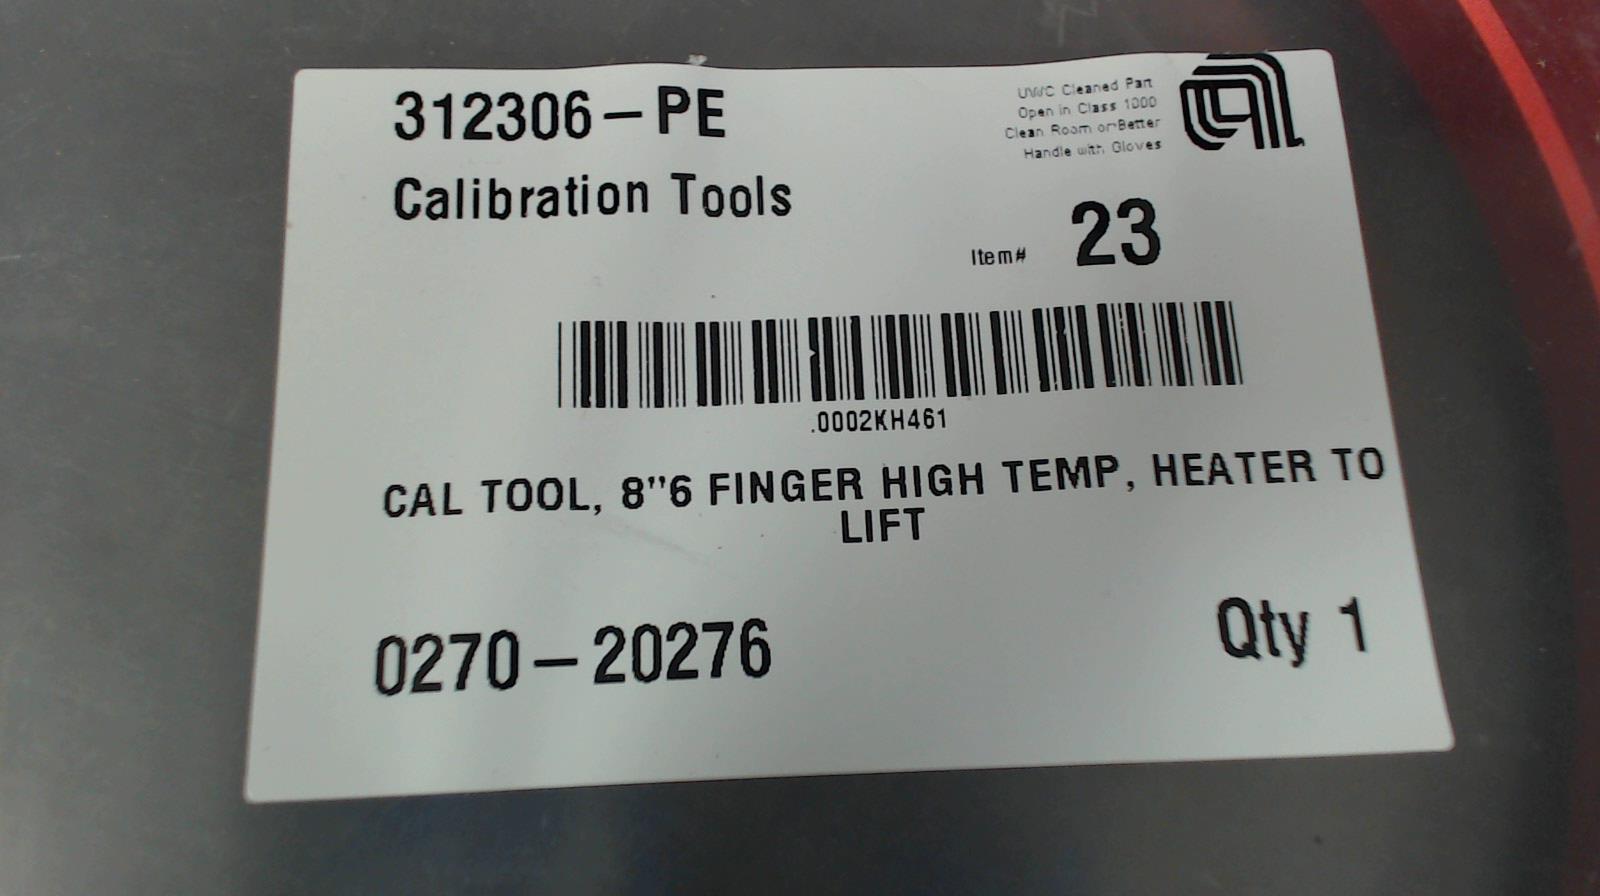 312306-PE
UWC Cleaned Part
Open in Class 1000
Clean Room or Better
Handle with Gloves
Calibration Tools
Item# 23
.0002KH461
CAL TOOL, 8"6 FINGER HIGH TEMP, HEATER TO
LIFT
0270-20276
Qty 1